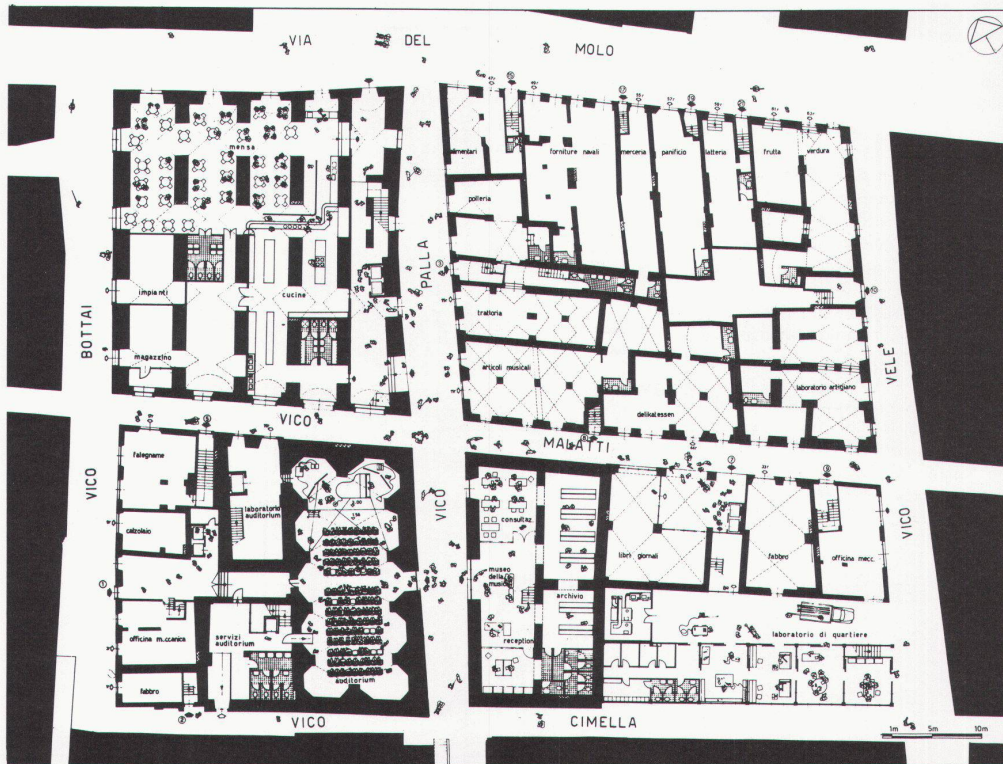 VIA DEL MOLO
mensa
alimentari
forniture navali
merceria
panificio
latteria
frutta
verdura
polleria
PALLA
BOTTAI
impianti
cucine
magazzino
trattoria
articoli musicali
delikatessen
laboratorio artigiano
VELE
VICO
MALATTI
VICO
falegname
calzolaio
laboratorio
auditorium
VICO
consultaz.
museo
della
musica
archivio
reception
libri giornali
fabbro
officina mecc.
VICO
officina meccanica
servizi
auditorium
auditorium
fabbro
laboratorio di quartiere
VICO
CIMELLA
1m 5m 10m